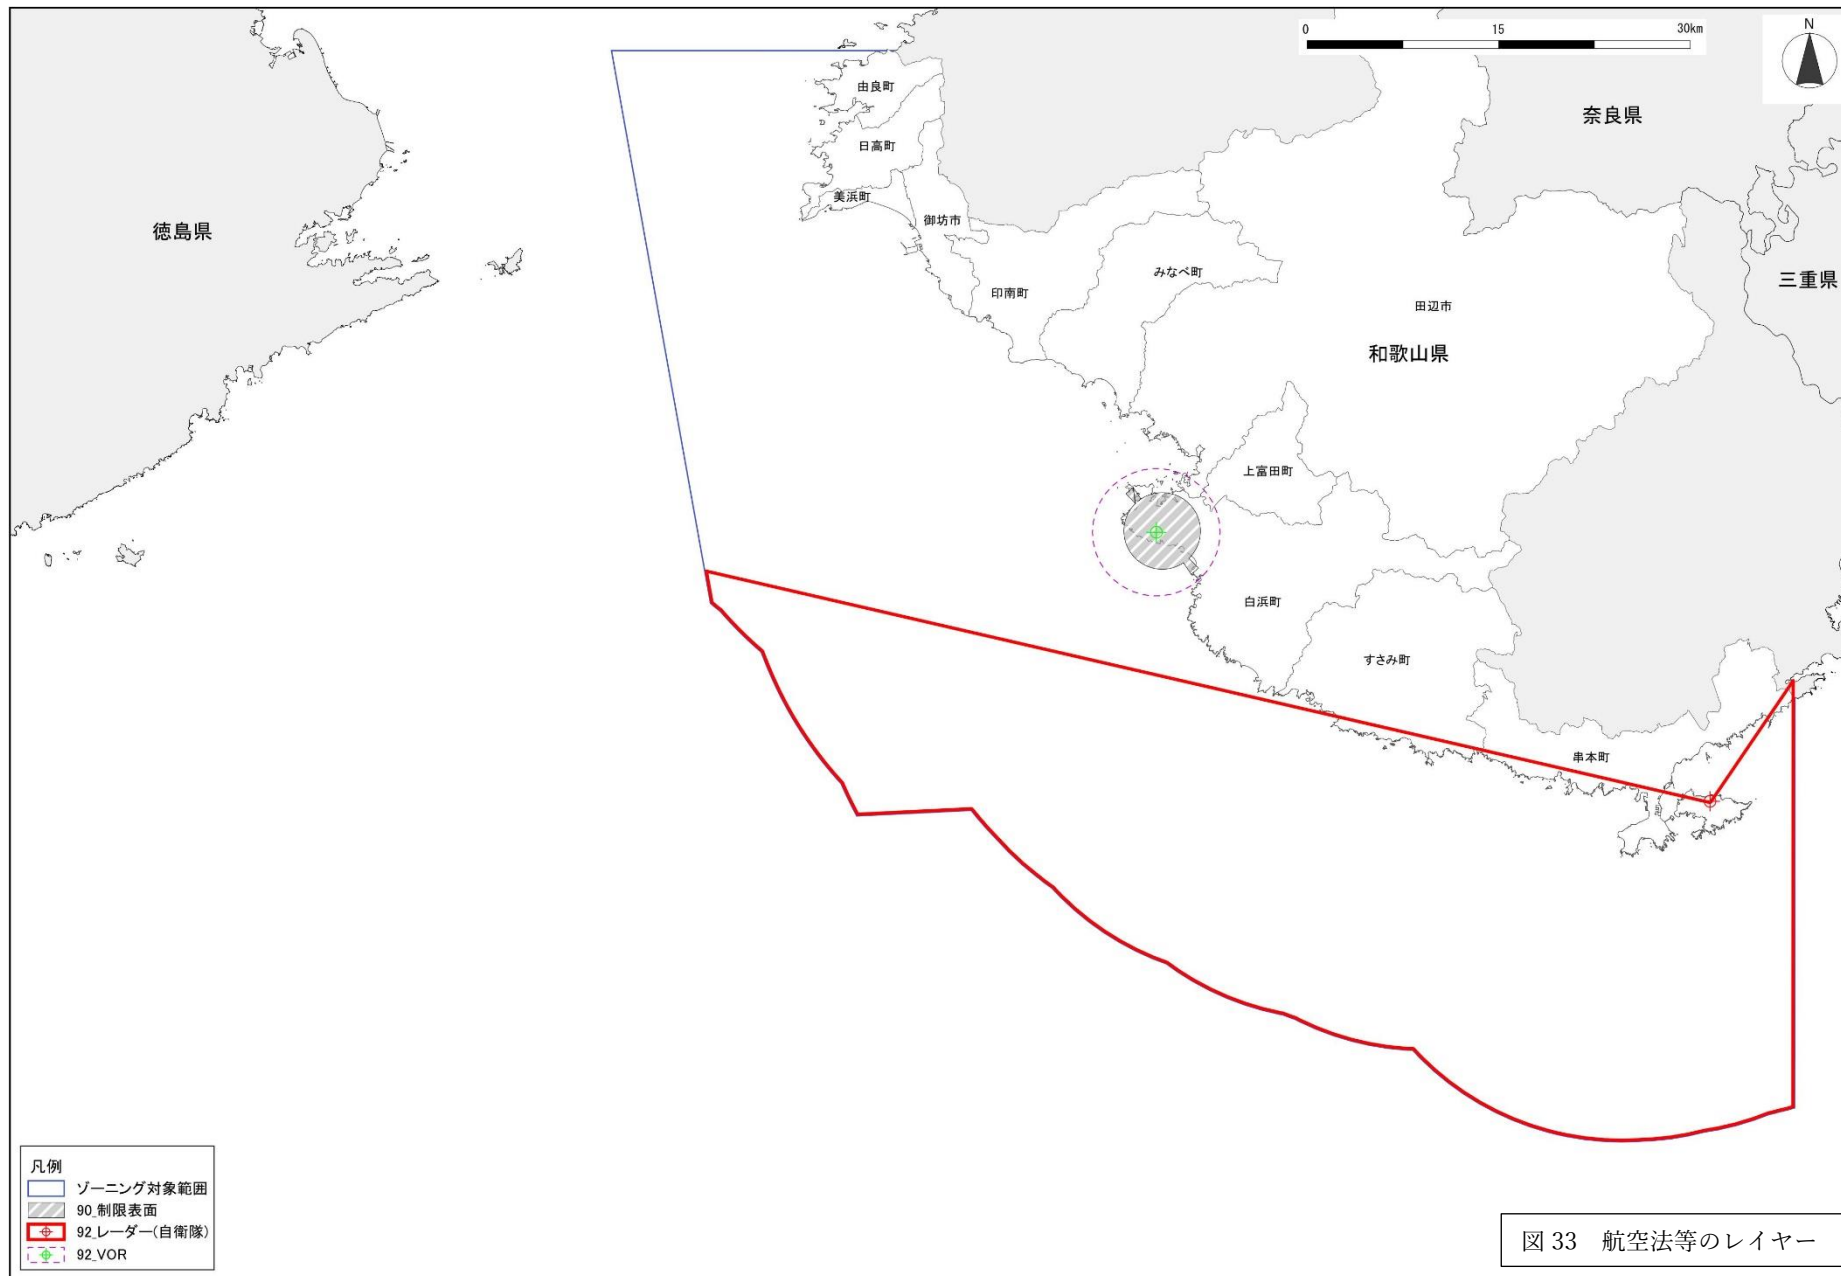 0 15 30km
N
由良町
奈良県
日高町
美浜町
御坊市
徳島県
みなべ町
三重県
印南町
田辺市
和歌山県
上富田町
白浜町
すさみ町
串本町
凡例
ゾーニング対象範囲
90_制限表面
92_レーダー(自衛隊)
92_VOR
図 33 航空法等のレイヤー